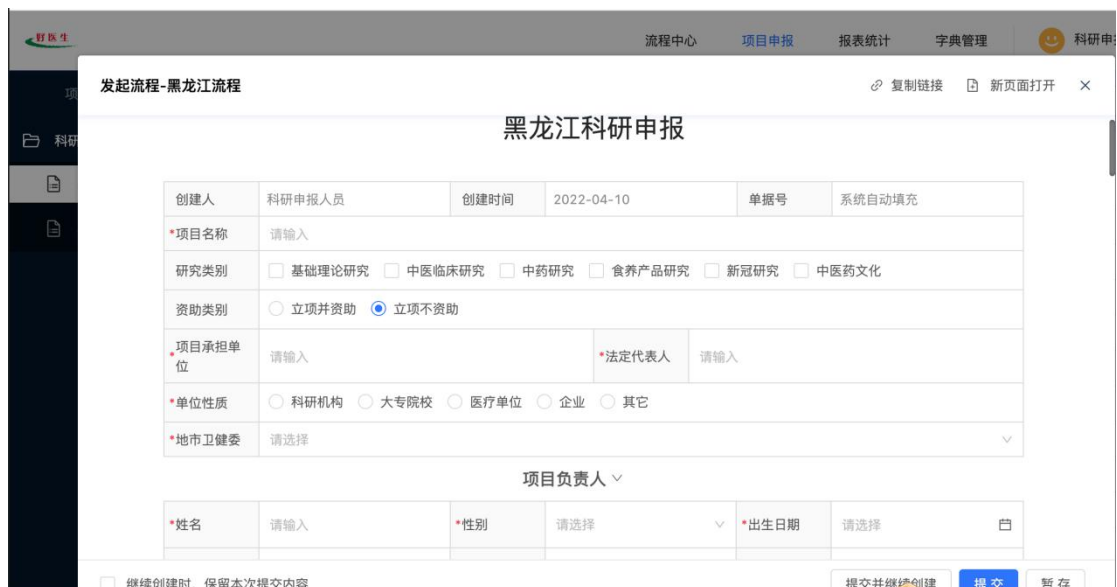 好医生
流程中心 项目申报 报表统计 字典管理 科研申
项
发起流程-黑龙江流程 复制链接 新页面打开
科研
黑龙江科研申报
创建人 科研申报人员 创建时间 2022-04-10 单据号 系统自动填充
*项目名称 请输入
研究类别 基础理论研究 中医临床研究 中药研究 食养产品研究 新冠研究 中医药文化
资助类别 立项并资助 立项不资助
*项目承担单
位 请输入 *法定代表人 请输入
*单位性质 科研机构 大专院校 医疗单位 企业 其它
*地市卫健委 请选择
项目负责人
*姓名 请输入 *性别 请选择 *出生日期 请选择
继续创建时，保留本次提交内容 提交并继续创建 提交 暂存